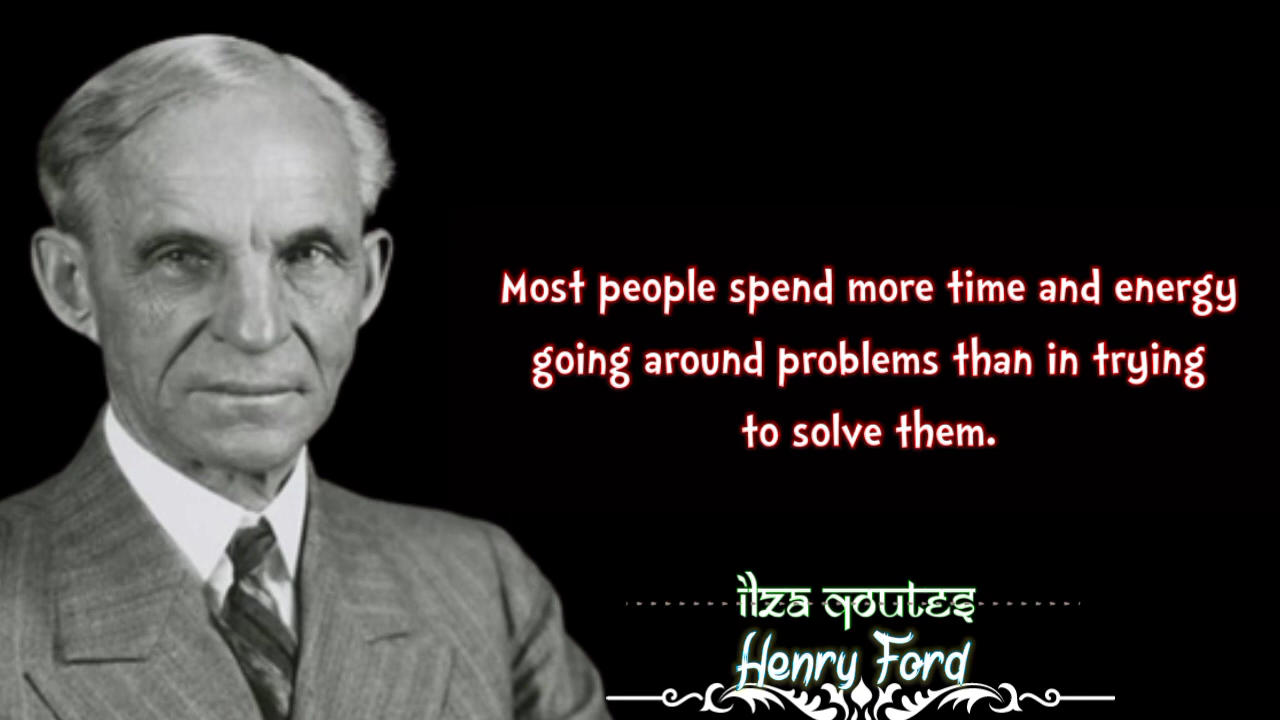 Most people spend more time and energy
going around problems than in trying
to solve them.
ilza qoutes
Henry Ford